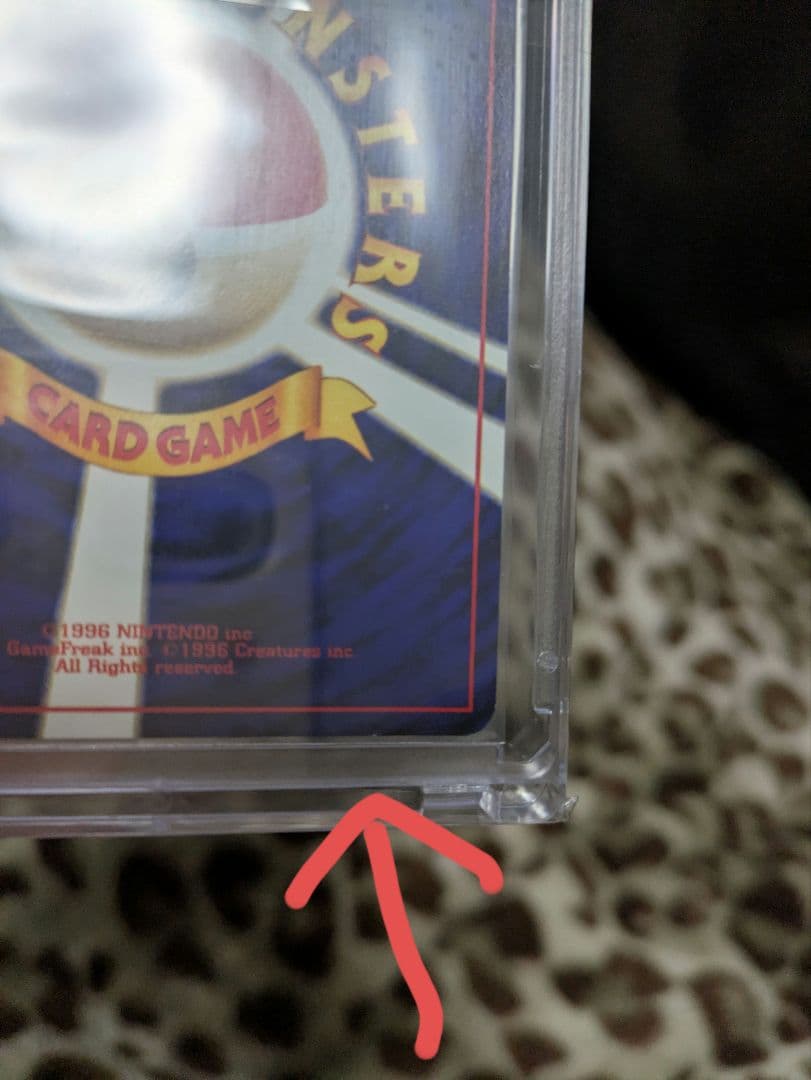 NSTERS
CARD GAME
©1996 NINTENDO inc
GameFreak inc. ©1996 Creatures inc
All Rights reserved.